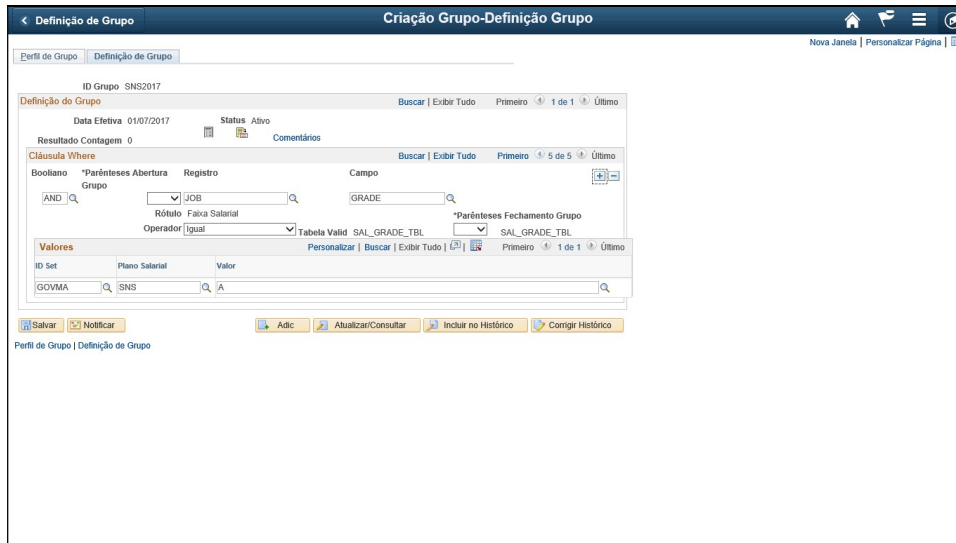 Definição de Grupo
Criação Grupo-Definição Grupo
Nova Janela | Personalizar Página |
Perfil de Grupo
Definição de Grupo
ID Grupo SNS2017
Definição do Grupo Buscar | Exibir Tudo Primeiro 1 de 1 Último
Data Efetiva 01/07/2017 Status Ativo
Resultado Contagem 0 Comentários
Cláusula Where Buscar | Exibir Tudo Primeiro 5 de 5 Último
Booliano *Parênteses Abertura Grupo Registro Campo
AND JOB GRADE
Rótulo Faixa Salarial *Parênteses Fechamento Grupo
Operador Igual Tabela Valid SAL_GRADE_TBL SAL_GRADE_TBL
Valores Personalizar | Buscar | Exibir Tudo | | Primeiro 1 de 1 Último
ID Set Plano Salarial Valor
GOVMA SNS A
Salvar Notificar Adic Atualizar/Consultar Incluir no Histórico Corrigir Histórico
Perfil de Grupo | Definição de Grupo